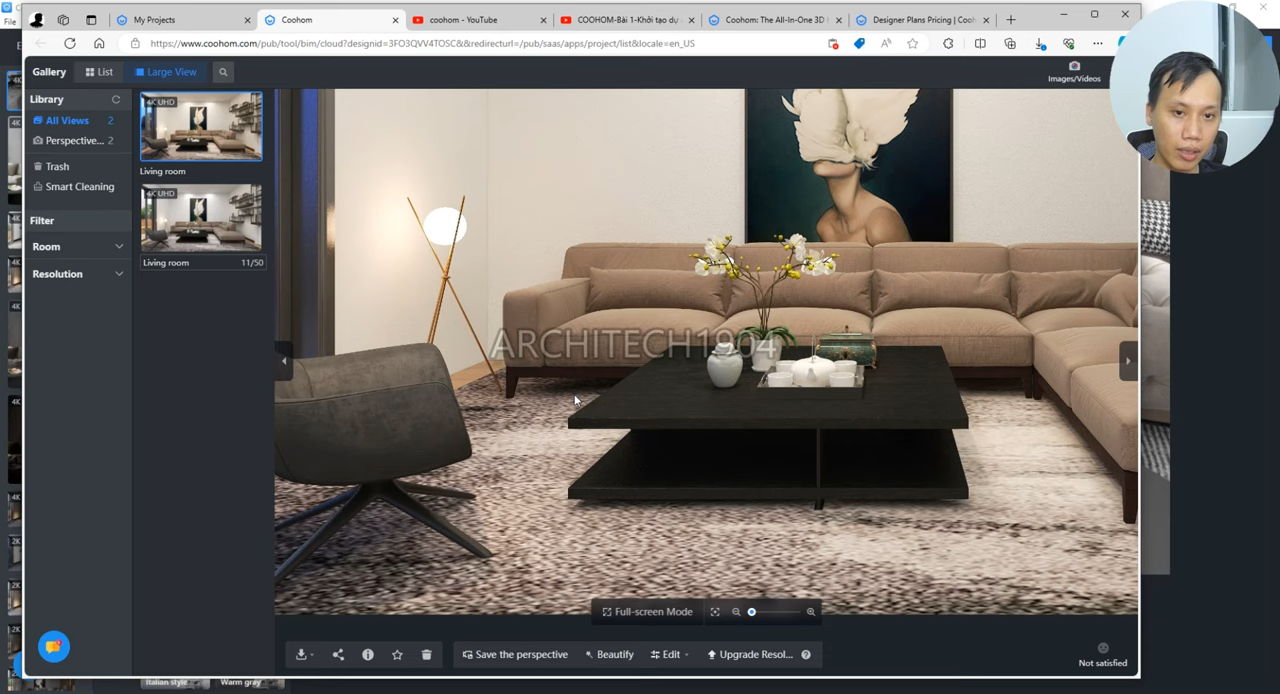 File
My Projects
Coohom
coohom - YouTube
COOHOM-Bài 1-Khởi tạo dự
Coohom: The All-In-One 3D
Designer Plans Pricing | Cooh
https://www.coohom.com/pub/tool/bim/cloud?designid=3FO3QVV4TOSC&&redirecturl=/pub/saas/apps/project/list&locale=en_US
Gallery
List
Large View
Images/Videos
Library
All Views 2
Perspective... 2
Trash
Smart Cleaning
Filter
Room
Resolution
4K UHD
Living room
4K UHD
Living room 11/50
ARCHITECH1904
Full-screen Mode
Save the perspective
Beautify
Edit
Upgrade Resol...
Not satisfied
Italian style
Warm gray